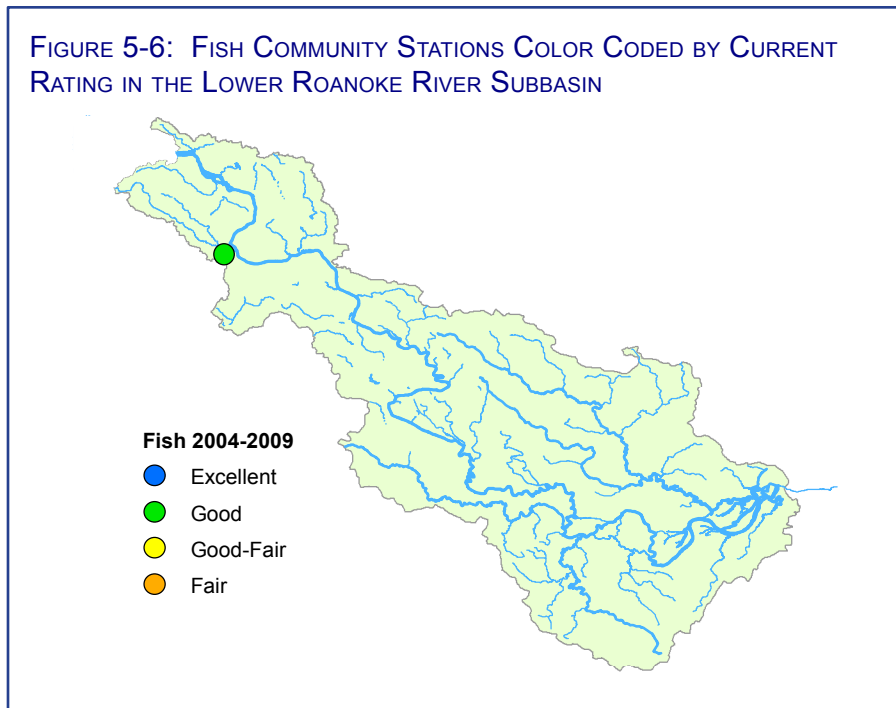 Figure 5-6: Fish Community Stations Color Coded by Current
Rating in the Lower Roanoke River Subbasin
Fish 2004-2009
Excellent
Good
Good-Fair
Fair